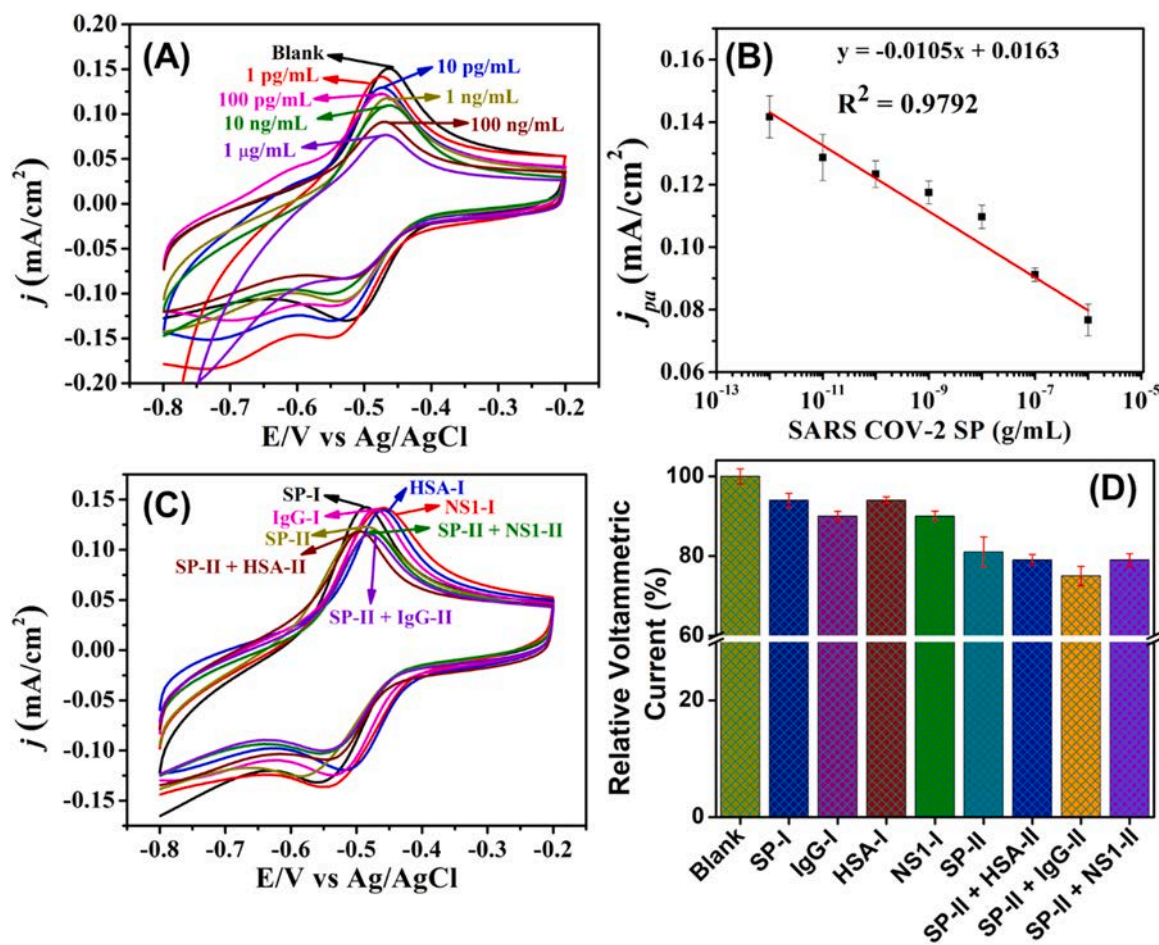 (A)
Blank
1 pg/mL
10 pg/mL
100 pg/mL
1 ng/mL
10 ng/mL
100 ng/mL
1 µg/mL
0.20
0.15
0.10
0.05
0.00
-0.05
-0.10
-0.15
-0.20
j (mA/cm²)
-0.8 -0.7 -0.6 -0.5 -0.4 -0.3 -0.2
E/V vs Ag/AgCl
(B)
y = -0.0105x + 0.0163
R² = 0.9792
0.16
0.14
0.12
0.10
0.08
0.06
jpa (mA/cm²)
10⁻¹³ 10⁻¹¹ 10⁻⁹ 10⁻⁷ 10⁻⁵
SARS COV-2 SP (g/mL)
(C)
SP-I
HSA-I
IgG-I
NS1-I
SP-II
SP-II + NS1-II
SP-II + HSA-II
SP-II + IgG-II
0.15
0.10
0.05
0.00
-0.05
-0.10
-0.15
j (mA/cm²)
-0.8 -0.7 -0.6 -0.5 -0.4 -0.3 -0.2
E/V vs Ag/AgCl
(D)
100
80
60
20
0
Relative Voltammetric
Current (%)
Blank
SP-I
IgG-I
HSA-I
NS1-I
SP-II
SP-II + HSA-II
SP-II + IgG-II
SP-II + NS1-II